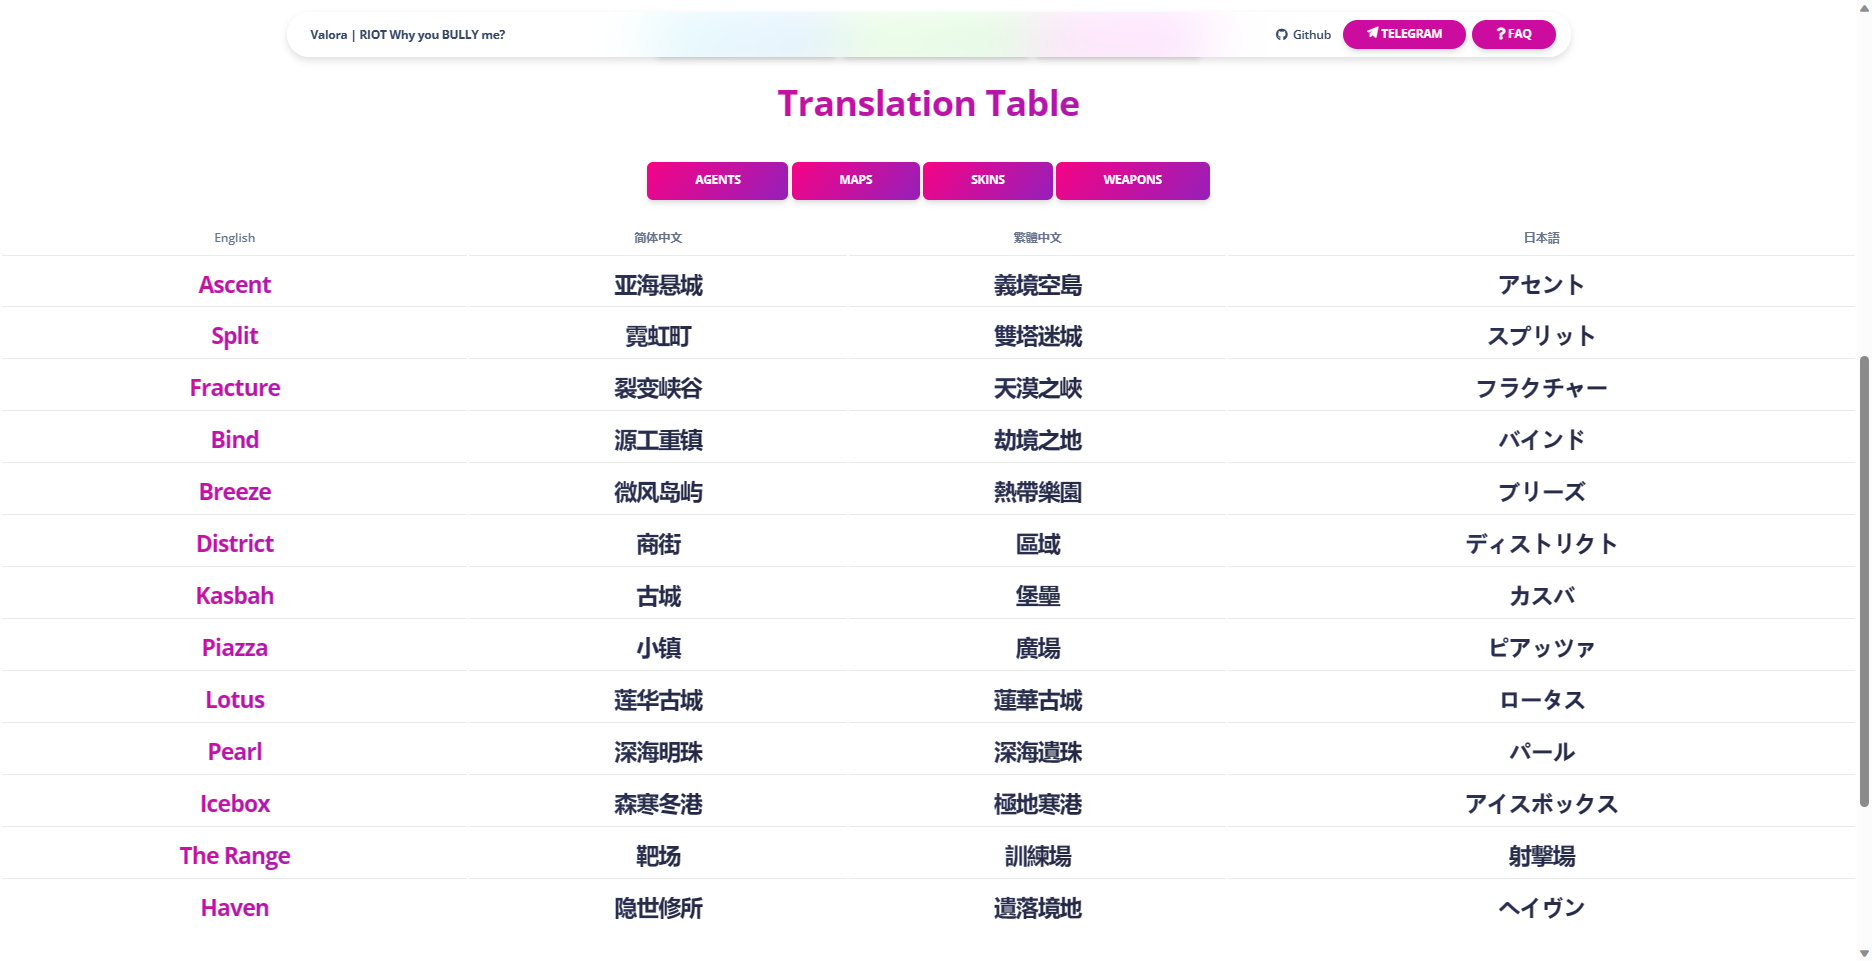 Valora | RIOT Why you BULLY me? Github TELEGRAM ? FAQ
Translation Table
AGENTS MAPS SKINS WEAPONS
English 简体中文 繁體中文 日本語
Ascent 亚海悬城 義境空島 アセント
Split 霓虹町 雙塔迷城 スプリット
Fracture 裂变峡谷 天漠之峽 フラクチャー
Bind 源工重镇 劫境之地 バインド
Breeze 微风岛屿 熱帶樂園 ブリーズ
District 商街 區域 ディストリクト
Kasbah 古城 堡壘 カスバ
Piazza 小镇 廣場 ピアッツァ
Lotus 莲华古城 蓮華古城 ロータス
Pearl 深海明珠 深海遺珠 パール
Icebox 森寒冬港 極地寒港 アイスボックス
The Range 靶场 訓練場 射撃場
Haven 隐世修所 遺落境地 ヘイヴン